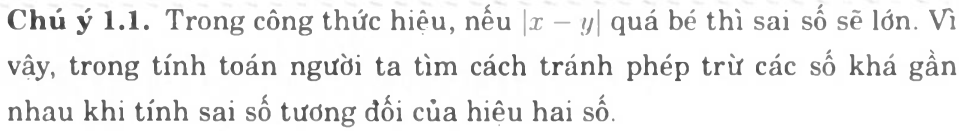 Chú ý 1.1. Trong công thức hiệu, nếu |x − y| quá bé thì sai số sẽ lớn. Vì
vậy, trong tính toán người ta tìm cách tránh phép trừ các số khá gần
nhau khi tính sai số tương đối của hiệu hai số.